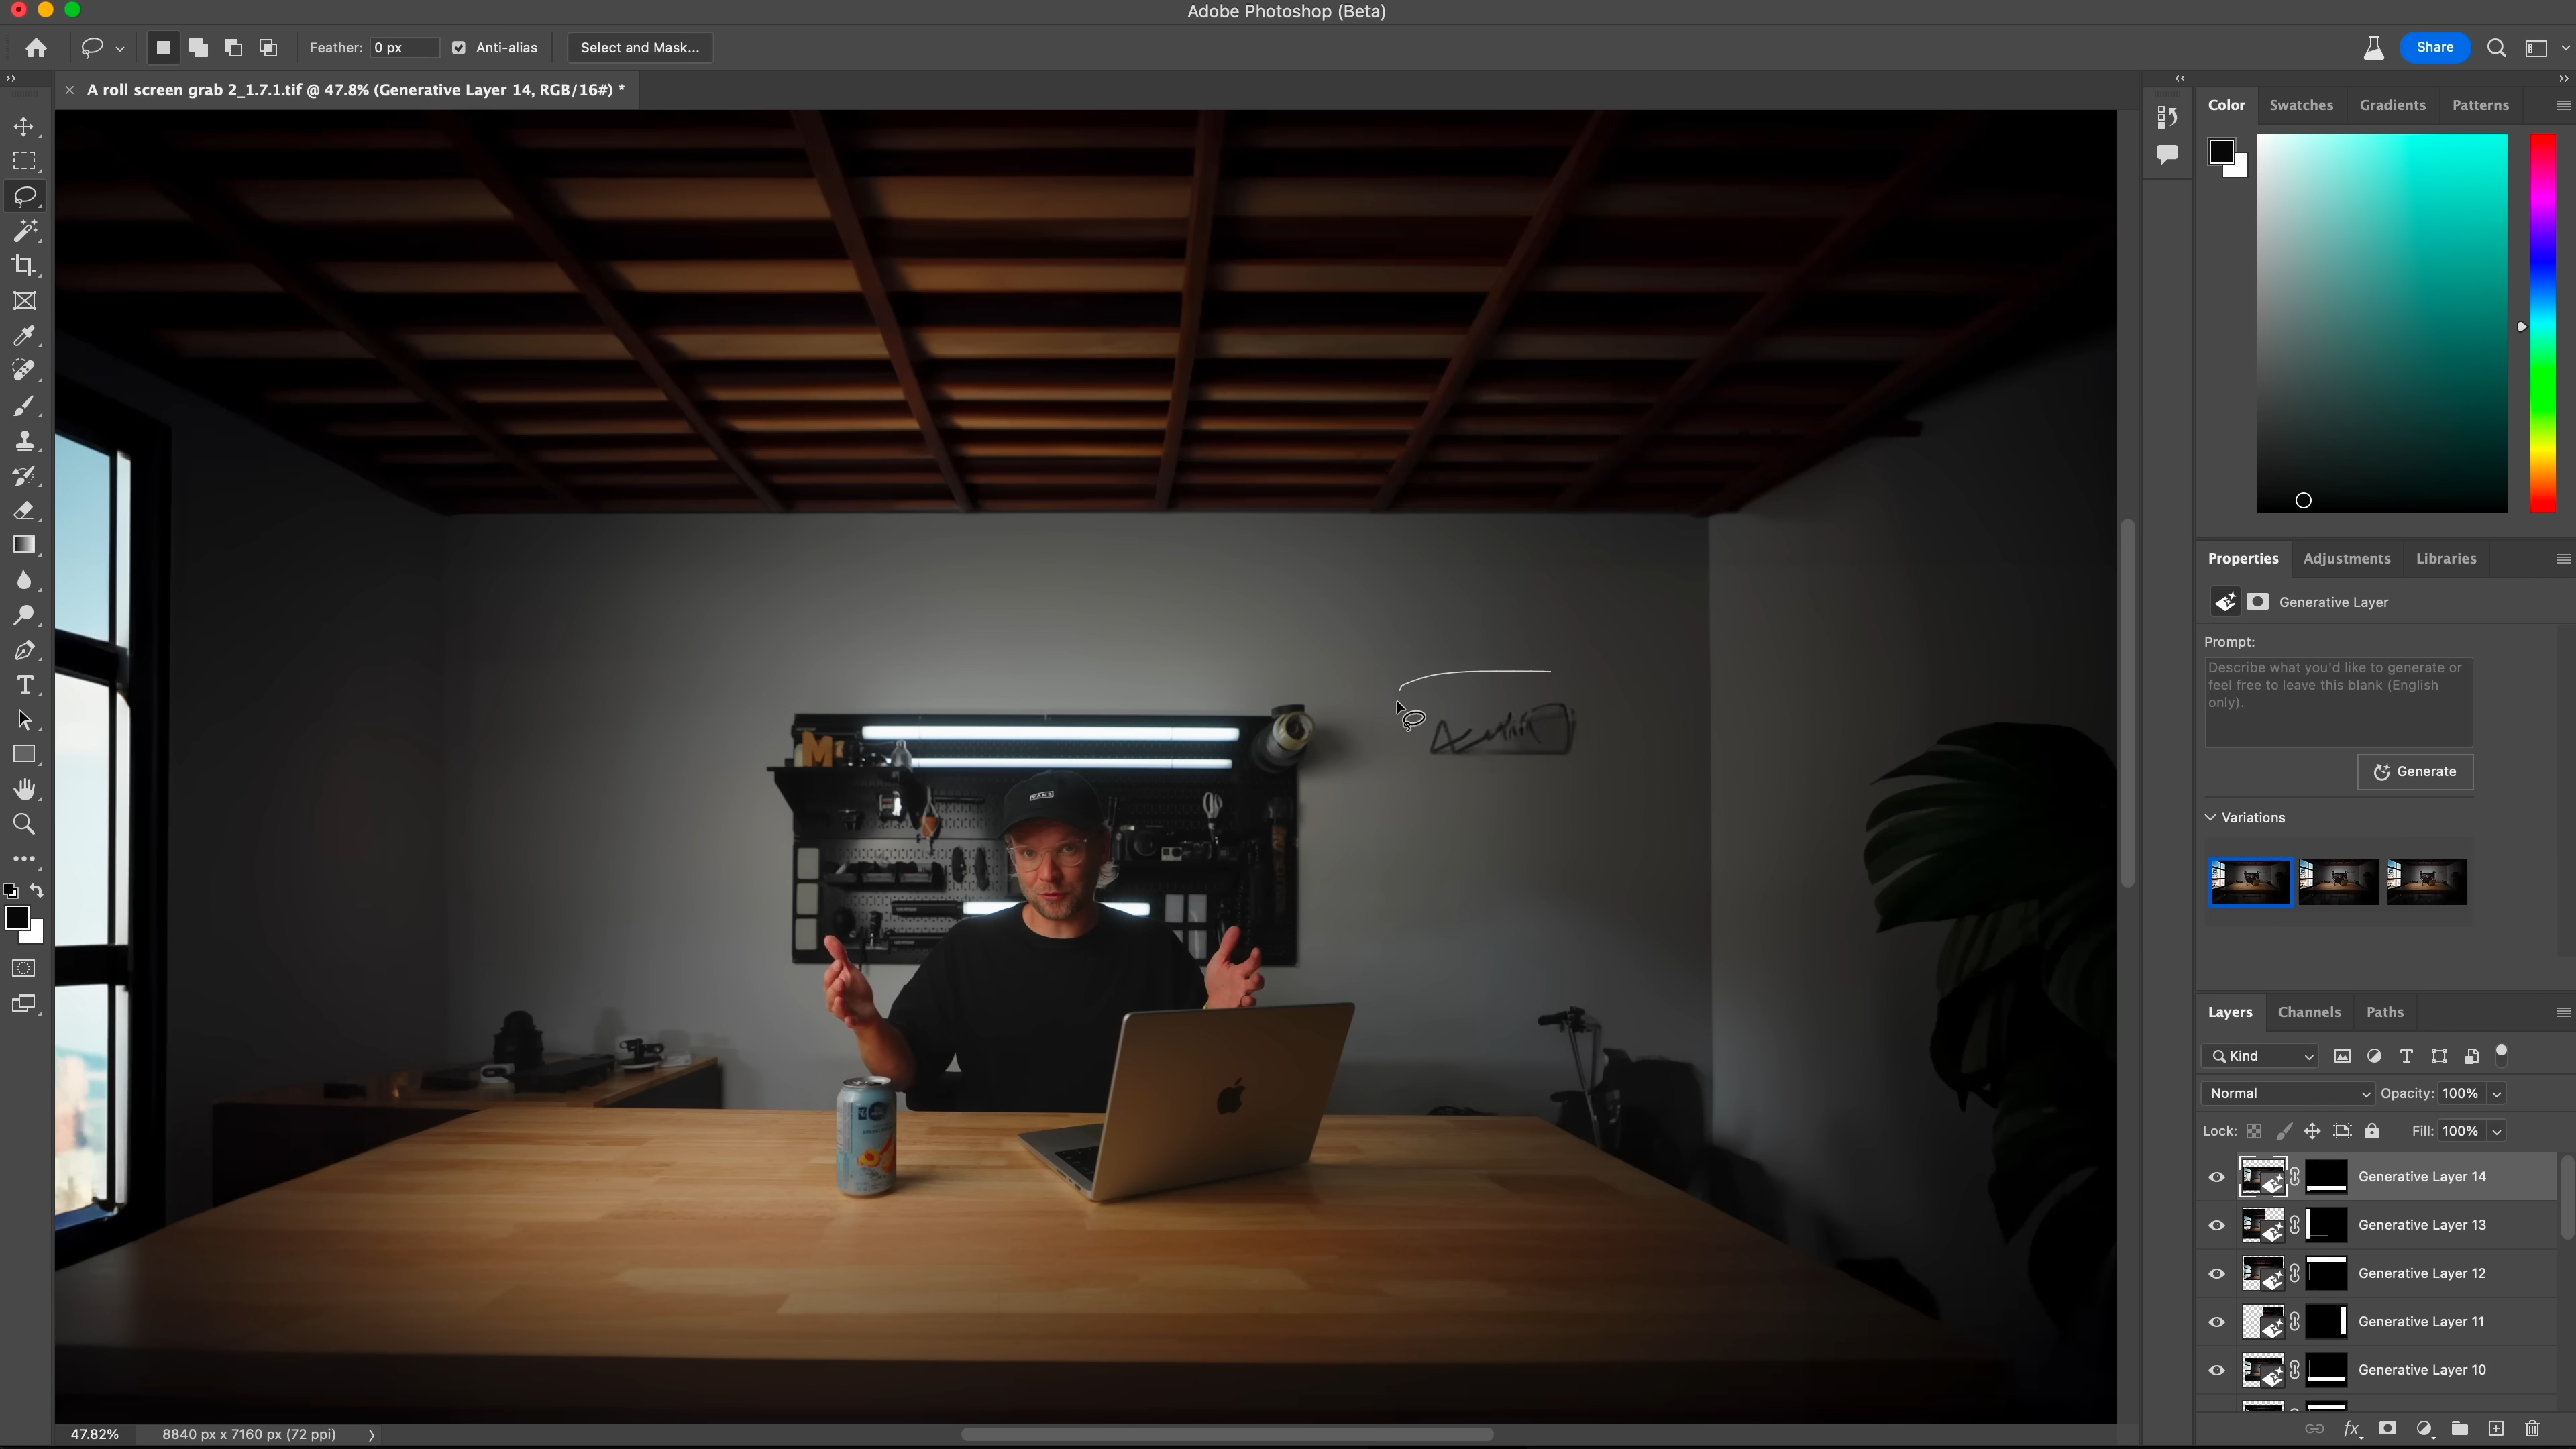 Adobe Photoshop (Beta)
Feather: 0 px Anti-alias Select and Mask... Share
A roll screen grab 2_1.7.1.tif @ 47.8% (Generative Layer 14, RGB/16#) *
Color Swatches Gradients Patterns
Properties Adjustments Libraries
Generative Layer
Prompt:
Describe what you'd like to generate or
feel free to leave this blank (English
only).
Generate
Variations
M
VANS
Layers Channels Paths
Kind
Normal Opacity: 100%
Lock: Fill: 100%
Generative Layer 14
Generative Layer 13
Generative Layer 12
Generative Layer 11
Generative Layer 10
47.82% 8840 px x 7160 px (72 ppi)
fx